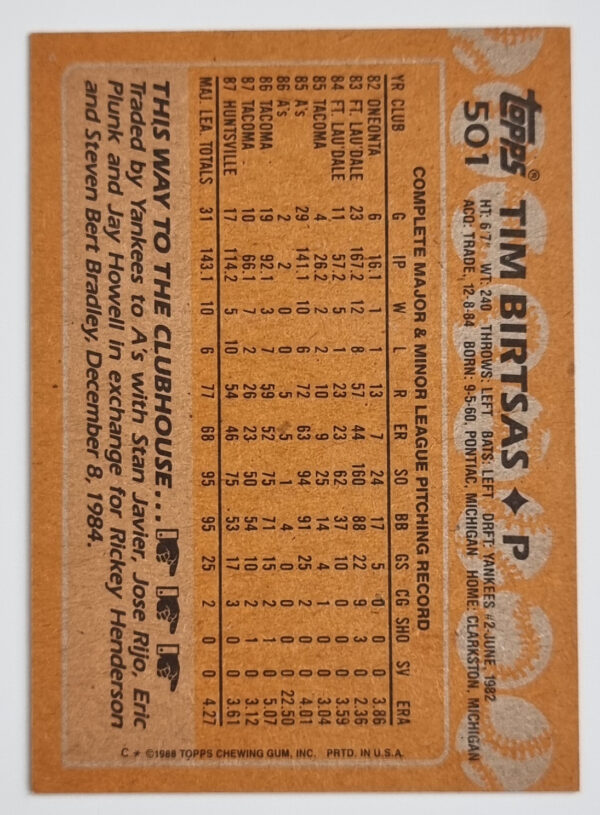 topps®
501
TIM BIRTSAS ◆ P
HT: 6'7" WT: 240 THROWS: LEFT BATS: LEFT DRFT: YANKEES #2-JUNE, 1982
ACQ: TRADE, 12-8-84 BORN: 9-5-60, PONTIAC, MICHIGAN HOME: CLARKSTON, MICHIGAN
COMPLETE MAJOR & MINOR LEAGUE PITCHING RECORD
YR CLUB G IP W L R ER SO BB GS CG SHO SV ERA
82 ONEONTA 6 16.1 1 1 13 7 24 17 5 0 0 0 3.86
83 FT. LAU'DALE 23 167.2 12 8 57 44 160 88 22 9 3 0 2.36
84 FT. LAU'DALE 11 57.2 5 1 23 23 62 37 10 0 0 0 3.59
85 TACOMA 4 26.2 2 2 10 9 25 14 4 1 0 0 3.04
85 A's 29 141.1 10 6 72 63 94 91 25 2 0 0 4.01
86 A's 2 2 0 0 5 5 1 4 0 0 0 0 22.50
86 TACOMA 19 92.1 3 7 59 52 75 71 15 2 1 0 5.07
87 TACOMA 10 66.1 7 2 26 23 50 54 10 2 1 0 3.12
87 HUNTSVILLE 17 114.2 5 10 54 46 75 53 17 3 0 0 3.61
MAJ. LEA. TOTALS 31 143.1 10 6 77 68 95 95 25 2 0 0 4.27
THIS WAY TO THE CLUBHOUSE...
Traded by Yankees to A's with Stan Javier, Jose Rijo, Eric
Plunk and Jay Howell in exchange for Rickey Henderson
and Steven Bert Bradley, December 8, 1984.
C * ©1988 TOPPS CHEWING GUM, INC. PRTD. IN U.S.A.